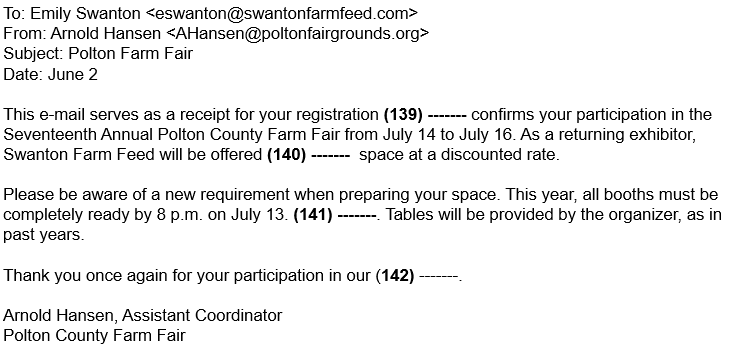 To: Emily Swanton <eswanton@swantonfarmfeed.com>
From: Arnold Hansen <AHansen@poltonfairgrounds.org>
Subject: Polton Farm Fair
Date: June 2
This e-mail serves as a receipt for your registration (139) ------- confirms your participation in the
Seventeenth Annual Polton County Farm Fair from July 14 to July 16. As a returning exhibitor,
Swanton Farm Feed will be offered (140) ------- space at a discounted rate.
Please be aware of a new requirement when preparing your space. This year, all booths must be
completely ready by 8 p.m. on July 13. (141) -------. Tables will be provided by the organizer, as in
past years.
Thank you once again for your participation in our (142) -------.
Arnold Hansen, Assistant Coordinator
Polton County Farm Fair